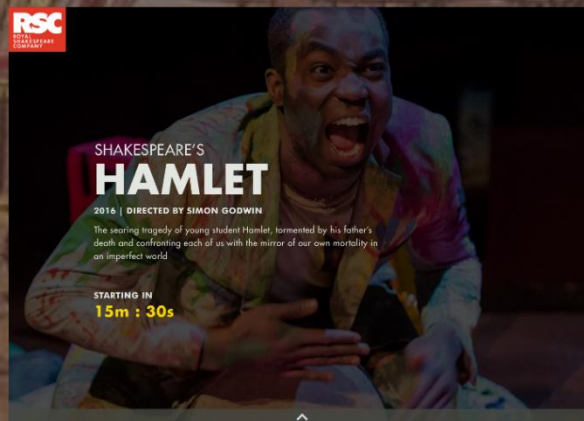 RSC
ROYAL
SHAKESPEARE
COMPANY
SHAKESPEARE'S
HAMLET
2016 | DIRECTED BY SIMON GODWIN
The searing tragedy of young student Hamlet, tormented by his father's
death and confronting each of us with the mirror of our own mortality in
an imperfect world
STARTING IN
15m : 30s